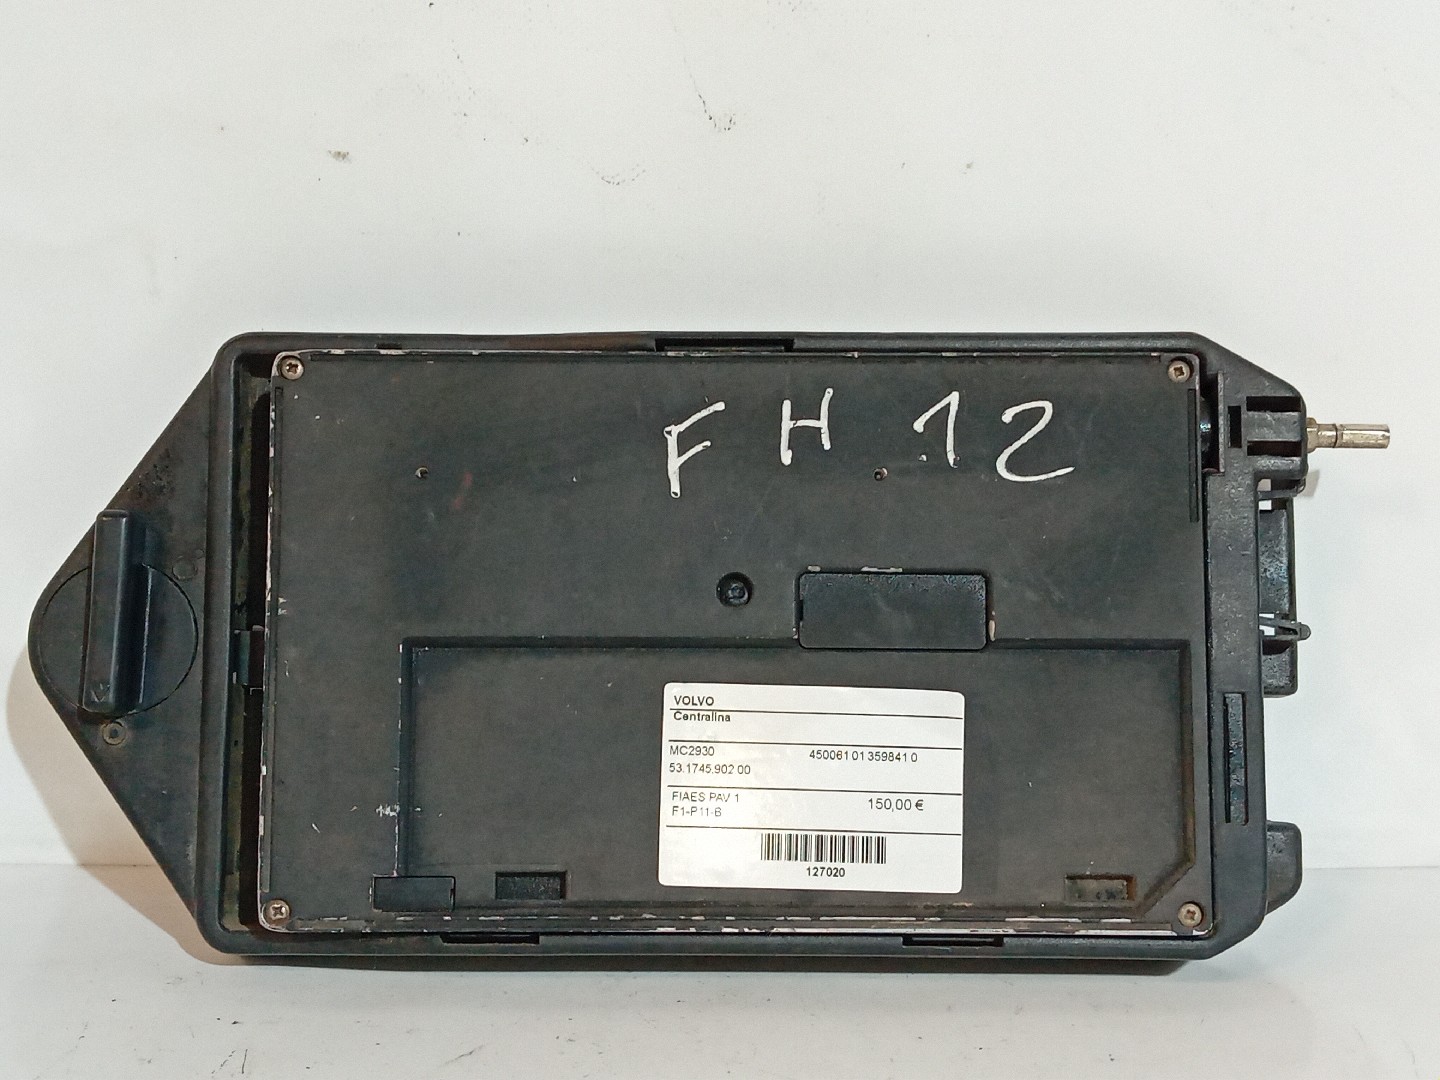 FH 12
VOLVO
Centralina
MC2930 450061 01 359841 0
53.1745.902 00
FIAES PAV 1 150,00 €
F1-P11-6
127020